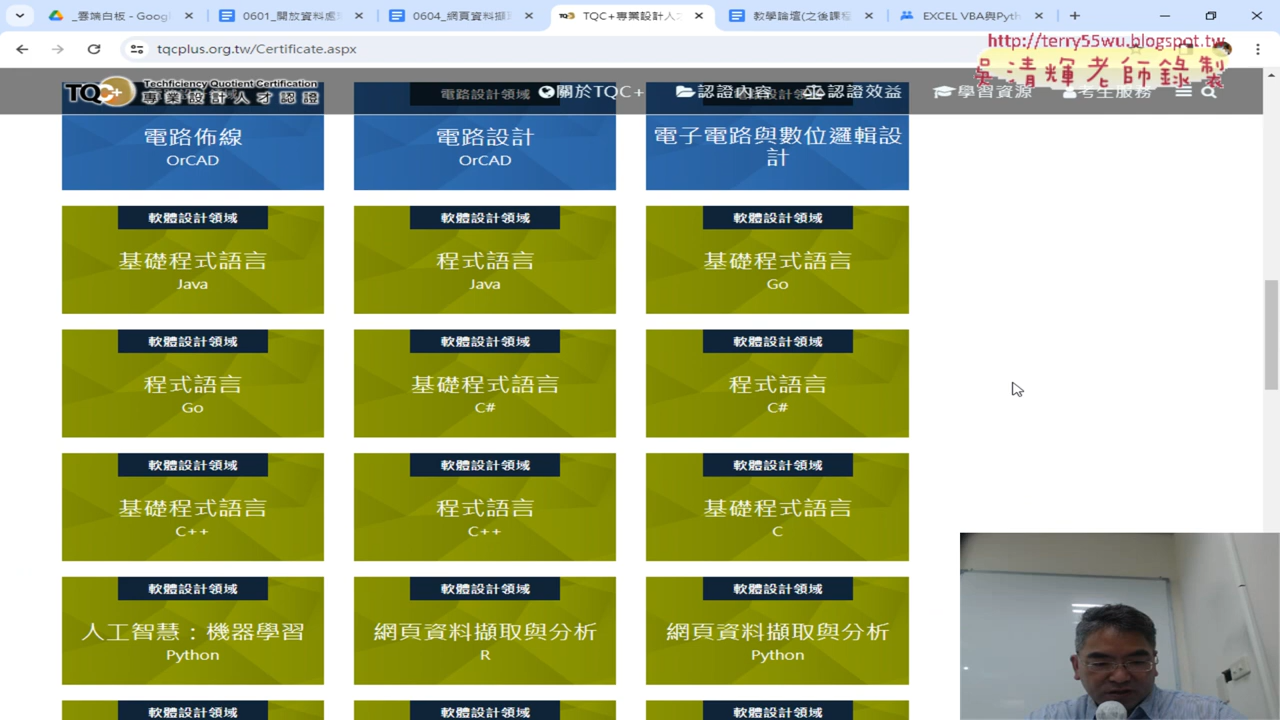 _雲端白板 - Googl
0601_開放資料處
0604_網頁資料擷
TQC+專業設計人才
教學論壇(之後課程
EXCEL VBA與Pyth
tqcplus.org.tw/Certificate.aspx
http://terry55wu.blogspot.tw
吳清輝老師錄製
TQC+
Techficiency Quotient Certification
專業設計人才認證
關於TQC+
認證內容
認證效益
學習資源
考生服務
電路設計領域
電路佈線
OrCAD
電路設計
OrCAD
電子電路與數位邏輯設
計
軟體設計領域
基礎程式語言
Java
軟體設計領域
程式語言
Java
軟體設計領域
基礎程式語言
Go
軟體設計領域
程式語言
Go
軟體設計領域
基礎程式語言
C#
軟體設計領域
程式語言
C#
軟體設計領域
基礎程式語言
C++
軟體設計領域
程式語言
C++
軟體設計領域
基礎程式語言
C
軟體設計領域
人工智慧：機器學習
Python
軟體設計領域
網頁資料擷取與分析
R
軟體設計領域
網頁資料擷取與分析
Python
軟體設計領域
軟體設計領域
軟體設計領域